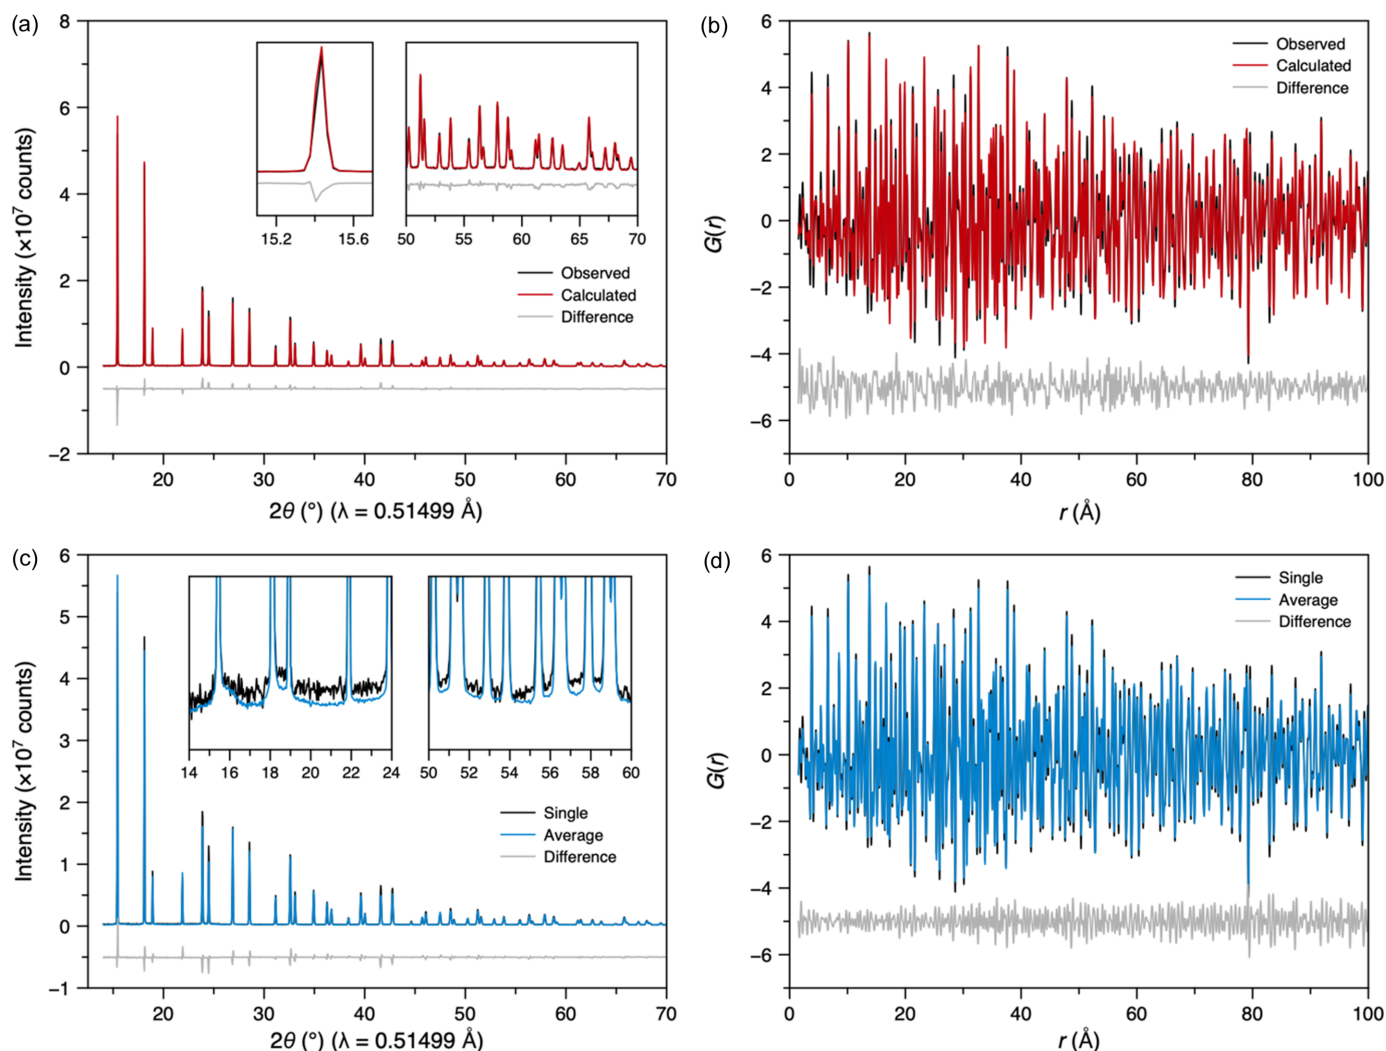 (a)
8
6
4
2
0
−2
Intensity (×10⁷ counts)
15.2 15.6
50 55 60 65 70
Observed
Calculated
Difference
20 30 40 50 60 70
2θ (°) (λ = 0.51499 Å)
(b)
6
4
2
0
−2
−4
−6
G(r)
Observed
Calculated
Difference
0 20 40 60 80 100
r (Å)
(c)
6
5
4
3
2
1
0
−1
Intensity (×10⁷ counts)
14 16 18 20 22 24
50 52 54 56 58 60
Single
Average
Difference
20 30 40 50 60 70
2θ (°) (λ = 0.51499 Å)
(d)
6
4
2
0
−2
−4
−6
G(r)
Single
Average
Difference
0 20 40 60 80 100
r (Å)